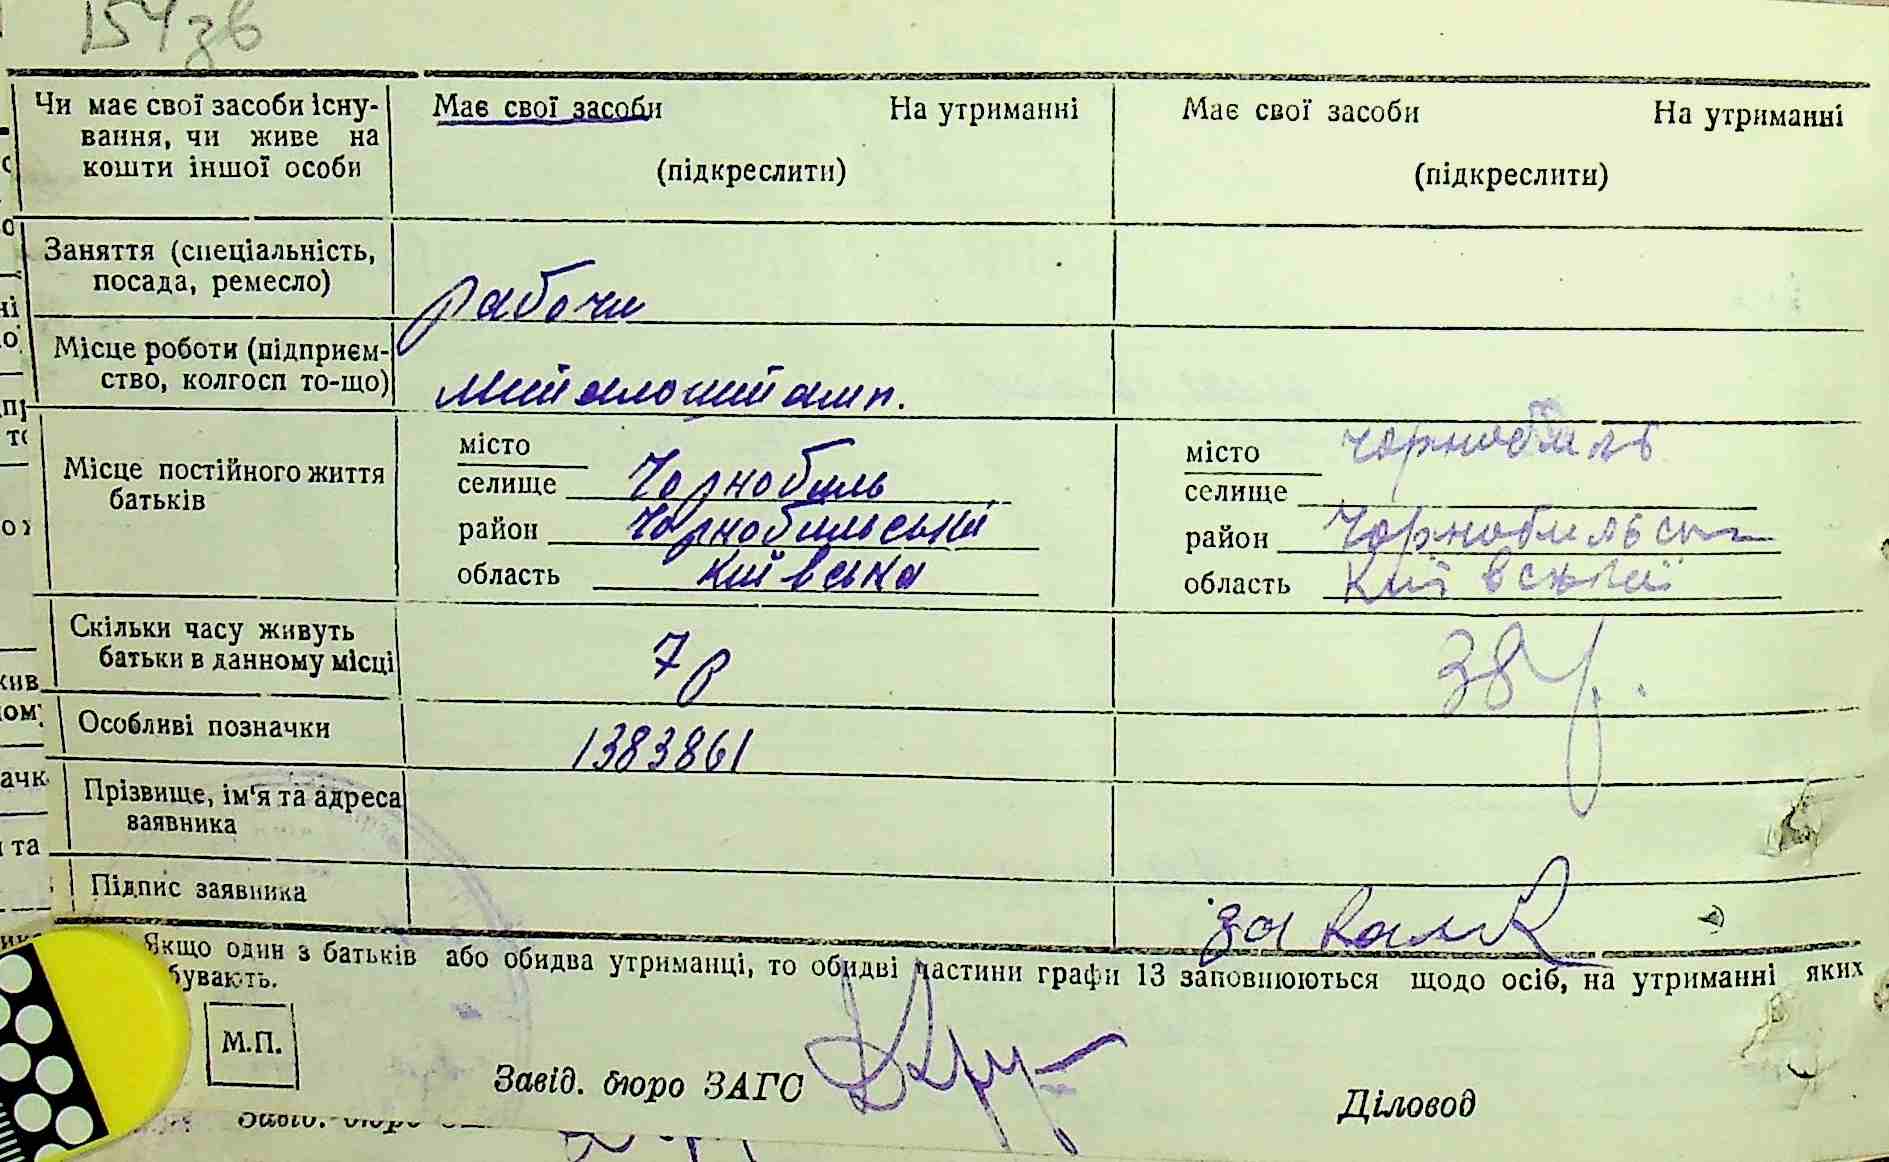 154 зв
Чи має свої засоби існу-
вання, чи живе на
кошти іншої особи
Має свої засоби На утриманні
(підкреслити)
Має свої засоби На утриманні
(підкреслити)
Заняття (спеціальність,
посада, ремесло)
рабочи
Місце роботи (підприєм-
ство, колгосп то-що)
Місце постійного життя
батьків
місто
селище Чорнобиль
район Чорнобильский
область Київська
місто Чорнобиль
селище
район
область
Скільки часу живуть
батьки в данному місці
7 р
38 р.
Особливі позначки
1383861
Прізвище, ім'я та адреса
заявника
Підпис заявника
Якщо один з батьків або обидва утриманці, то обидві частини графи 13 заповнюються щодо осіб, на утриманні яких
бувають.
М.П.
Завід. бюро ЗАГС
Діловод